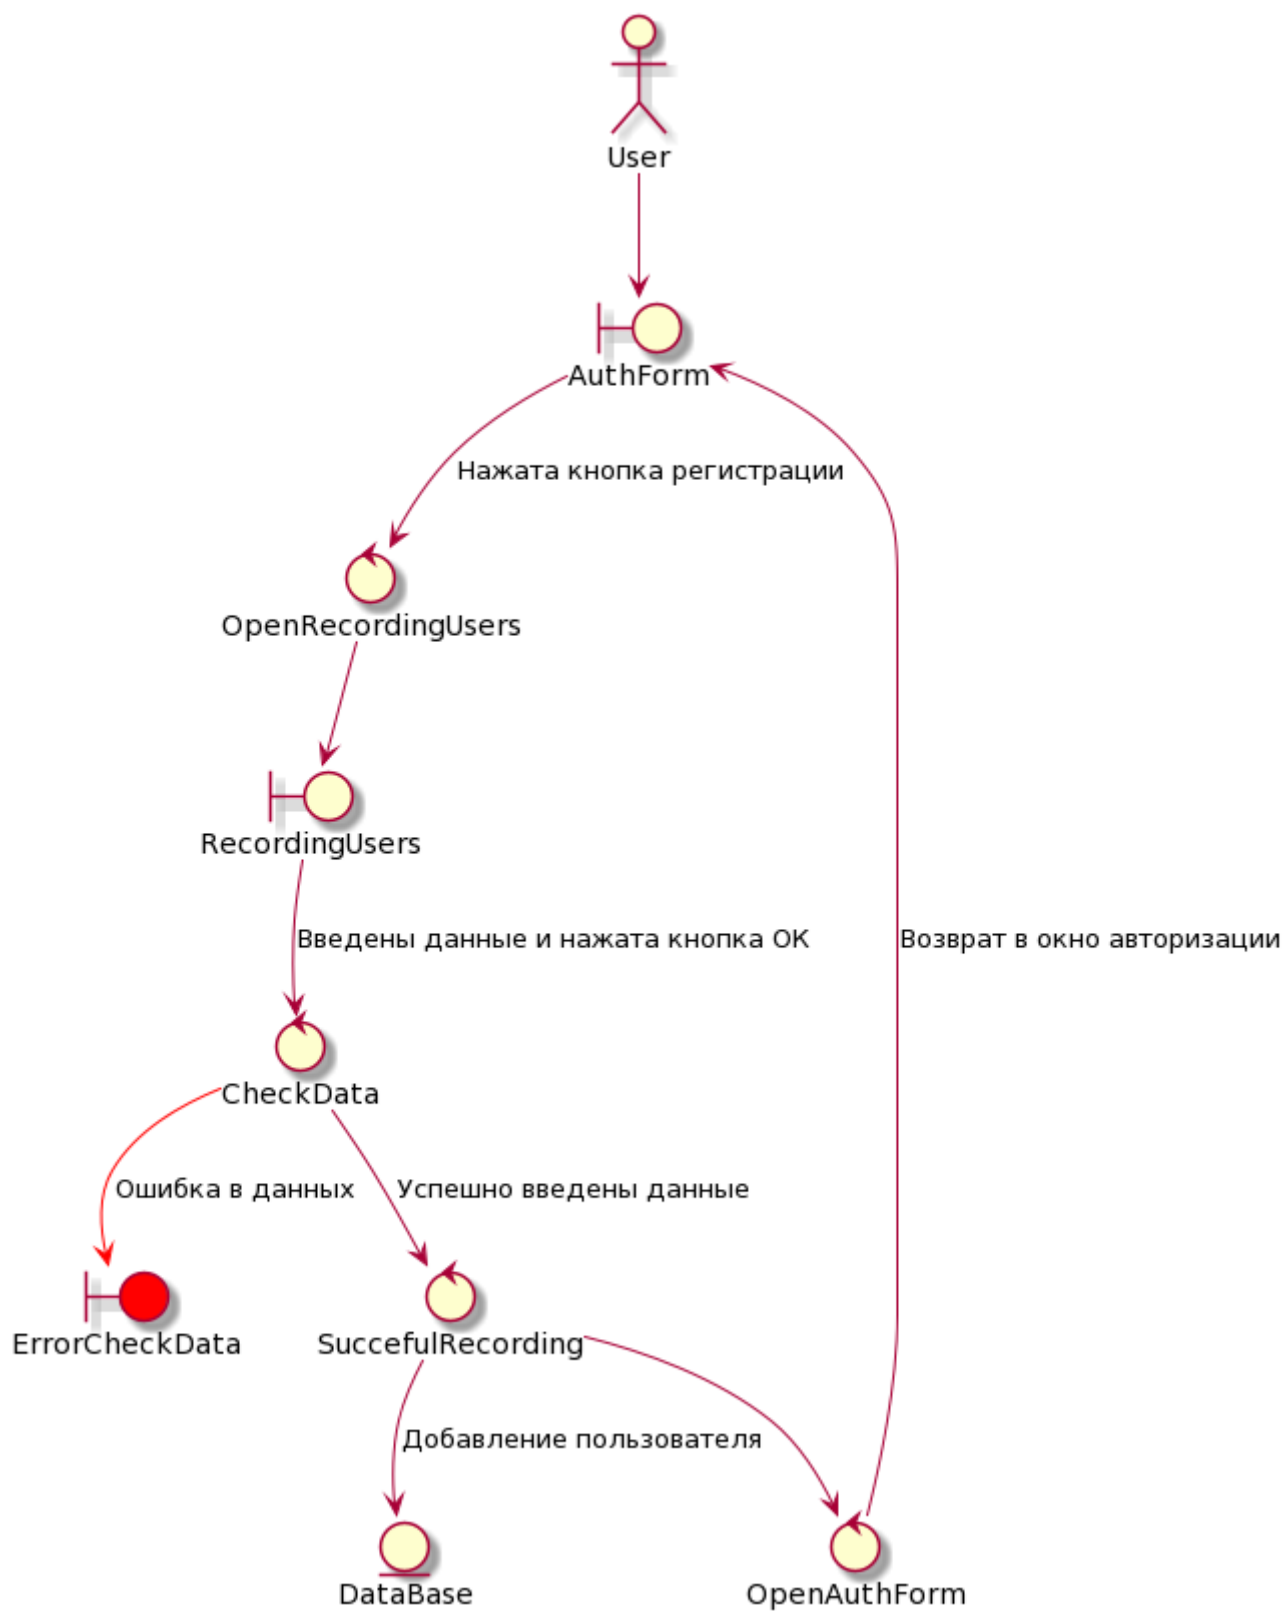 User
AuthForm
Нажата кнопка регистрации
OpenRecordingUsers
RecordingUsers
Введены данные и нажата кнопка ОК
Возврат в окно авторизации
CheckData
Ошибка в данных
Успешно введены данные
ErrorCheckData
SuccefulRecording
Добавление пользователя
DataBase
OpenAuthForm